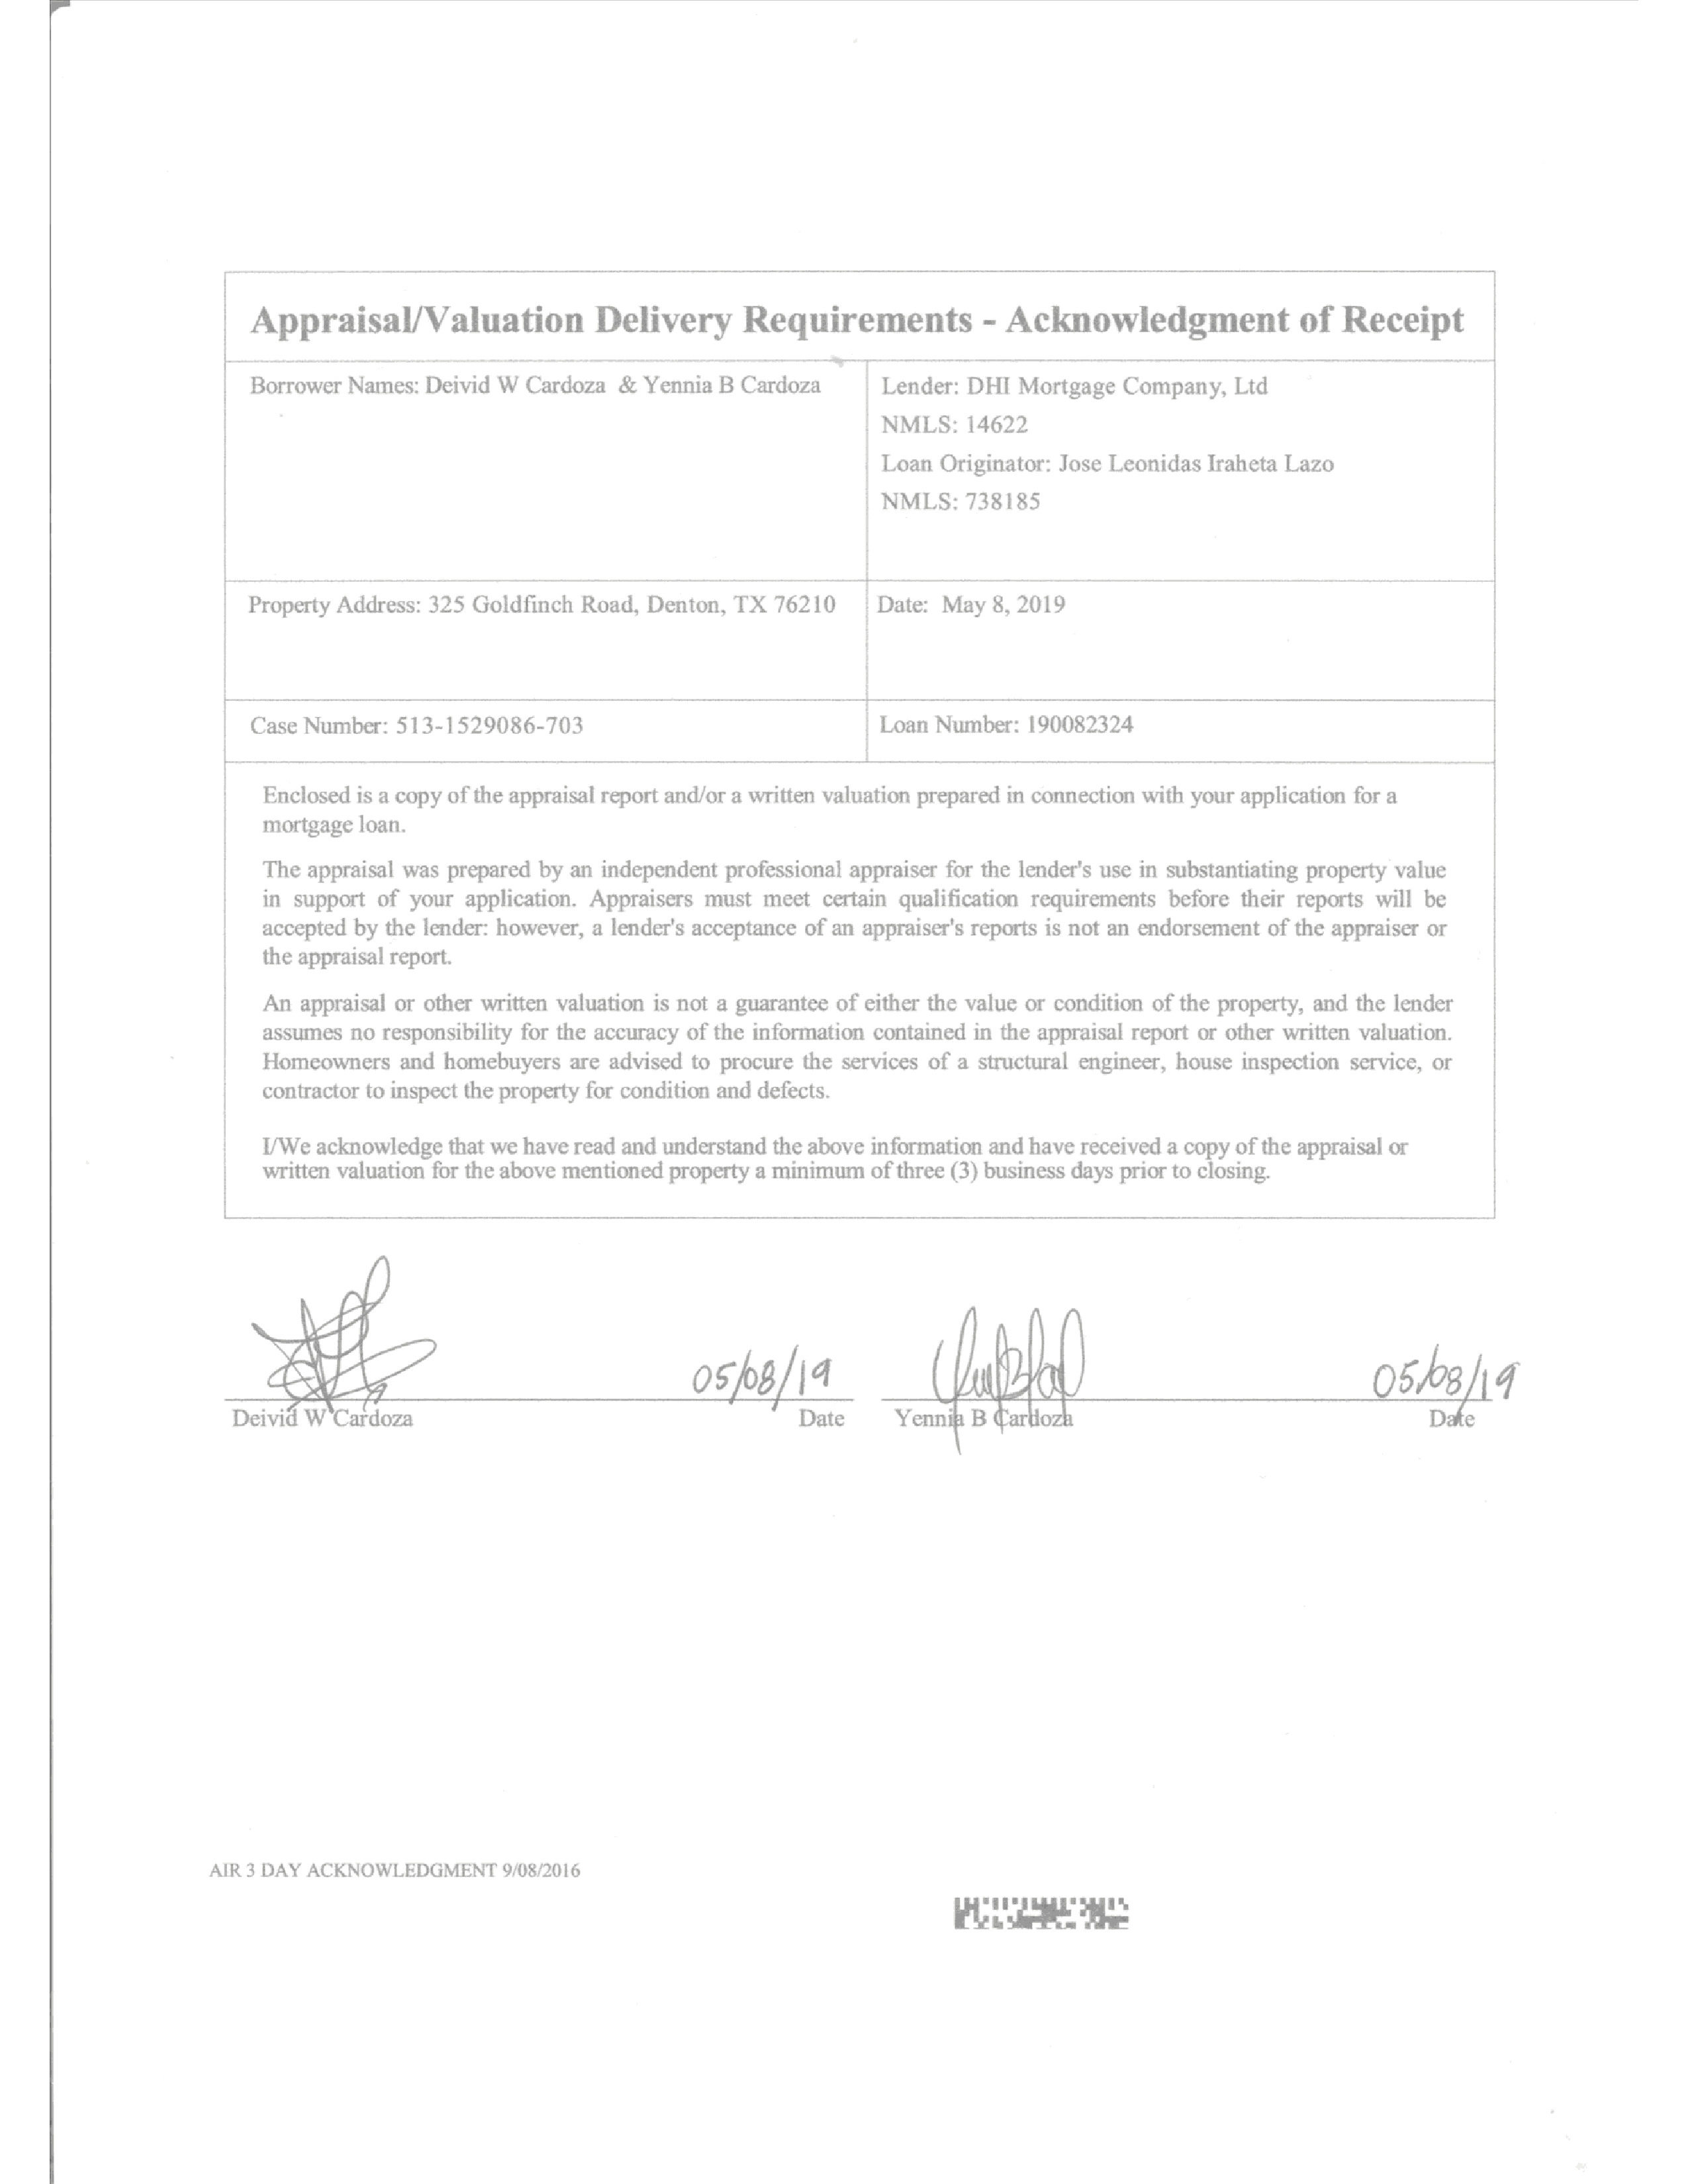 Appraisal/Valuation Delivery Requirements - Acknowledgment of Receipt
Borrower Names: Deivid W Cardoza & Yennia B Cardoza
Lender: DHI Mortgage Company, Ltd
NMLS: 14622
Loan Originator: Jose Leonidas Iraheta Lazo
NMLS: 738185
Property Address: 325 Goldfinch Road, Denton, TX 76210
Date: May 8, 2019
Case Number: 513-1529086-703
Loan Number: 190082324
Enclosed is a copy of the appraisal report and/or a written valuation prepared in connection with your application for a
mortgage loan.
The appraisal was prepared by an independent professional appraiser for the lender's use in substantiating property value
in support of your application. Appraisers must meet certain qualification requirements before their reports will be
accepted by the lender: however, a lender's acceptance of an appraiser's reports is not an endorsement of the appraiser or
the appraisal report.
An appraisal or other written valuation is not a guarantee of either the value or condition of the property, and the lender
assumes no responsibility for the accuracy of the information contained in the appraisal report or other written valuation.
Homeowners and homebuyers are advised to procure the services of a structural engineer, house inspection service, or
contractor to inspect the property for condition and defects.
I/We acknowledge that we have read and understand the above information and have received a copy of the appraisal or
written valuation for the above mentioned property a minimum of three (3) business days prior to closing.
05/08/19
05/08/19
Deivid W Cardoza Date
Yennia B Cardoza Date
AIR 3 DAY ACKNOWLEDGMENT 9/08/2016